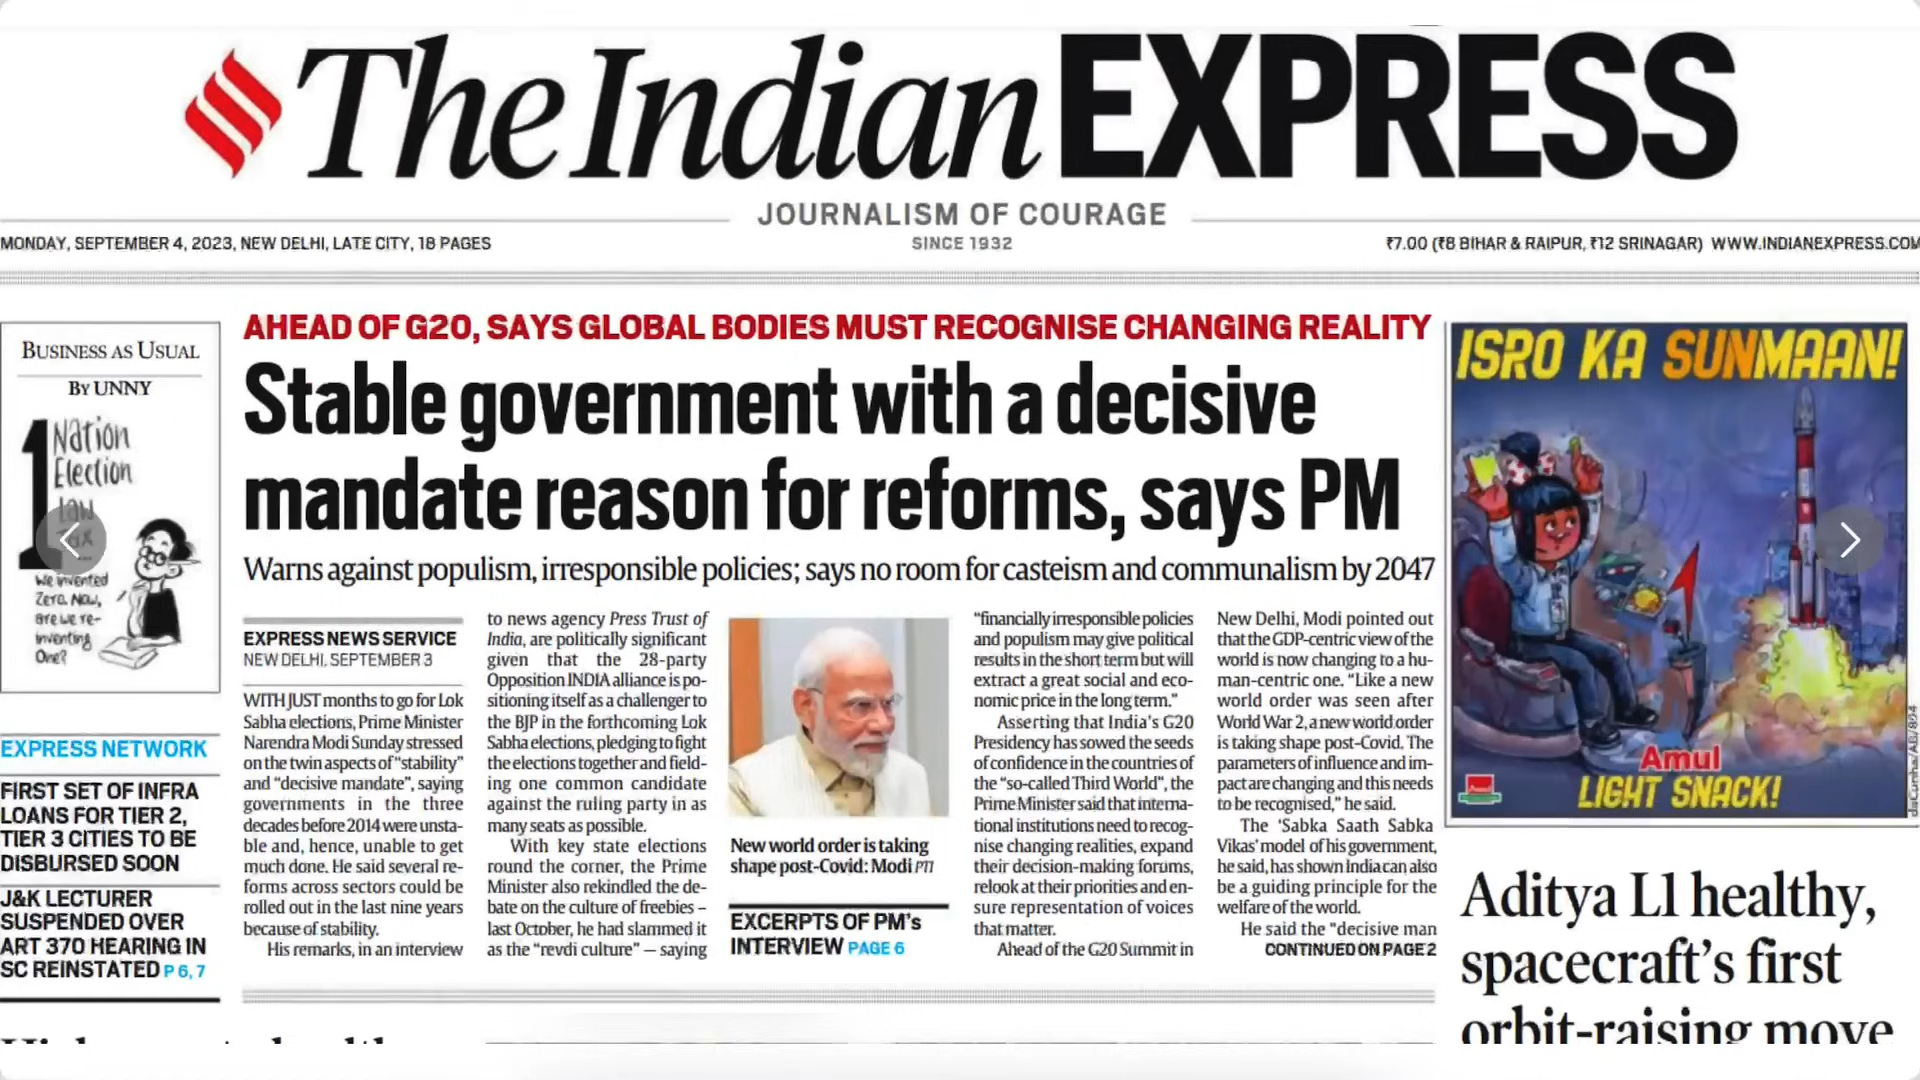 The Indian EXPRESS
JOURNALISM OF COURAGE
SINCE 1932
MONDAY, SEPTEMBER 4, 2023, NEW DELHI, LATE CITY, 18 PAGES
₹7.00 (₹8 BIHAR & RAIPUR, ₹12 SRINAGAR) WWW.INDIANEXPRESS.COM
BUSINESS AS USUAL
BY UNNY
1 Nation
Election
Law
We invented
Zero. Now,
are we re-
inventing
One?
EXPRESS NETWORK
FIRST SET OF INFRA
LOANS FOR TIER 2,
TIER 3 CITIES TO BE
DISBURSED SOON
J&K LECTURER
SUSPENDED OVER
ART 370 HEARING IN
SC REINSTATED P 6, 7
AHEAD OF G20, SAYS GLOBAL BODIES MUST RECOGNISE CHANGING REALITY
Stable government with a decisive
mandate reason for reforms, says PM
Warns against populism, irresponsible policies; says no room for casteism and communalism by 2047
EXPRESS NEWS SERVICE
NEW DELHI, SEPTEMBER 3
WITH JUST months to go for Lok
Sabha elections, Prime Minister
Narendra Modi Sunday stressed
on the twin aspects of "stability"
and "decisive mandate", saying
governments in the three
decades before 2014 were unsta-
ble and, hence, unable to get
much done. He said several re-
forms across sectors could be
rolled out in the last nine years
because of stability.
His remarks, in an interview
to news agency Press Trust of
India, are politically significant
given that the 28-party
Opposition INDIA alliance is po-
sitioning itself as a challenger to
the BJP in the forthcoming Lok
Sabha elections, pledging to fight
the elections together and field-
ing one common candidate
against the ruling party in as
many seats as possible.
With key state elections
round the corner, the Prime
Minister also rekindled the de-
bate on the culture of freebies –
last October, he had slammed it
as the "revdi culture" — saying
New world order is taking
shape post-Covid: Modi PTI
EXCERPTS OF PM's
INTERVIEW PAGE 6
"financially irresponsible policies
and populism may give political
results in the short term but will
extract a great social and eco-
nomic price in the long term."
Asserting that India's G20
Presidency has sowed the seeds
of confidence in the countries of
the "so-called Third World", the
Prime Minister said that interna-
tional institutions need to recog-
nise changing realities, expand
their decision-making forums,
relook at their priorities and en-
sure representation of voices
that matter.
Ahead of the G20 Summit in
New Delhi, Modi pointed out
that the GDP-centric view of the
world is now changing to a hu-
man-centric one. "Like a new
world order was seen after
World War 2, a new world order
is taking shape post-Covid. The
parameters of influence and im-
pact are changing and this needs
to be recognised," he said.
The 'Sabka Saath Sabka
Vikas' model of his government,
he said, has shown India can also
be a guiding principle for the
welfare of the world.
He said the "decisive man
CONTINUED ON PAGE 2
ISRO KA SUNMAAN!
Amul
LIGHT SNACK!
Amul
daCunha/AB/864
Aditya L1 healthy,
spacecraft's first
orbit-raising move